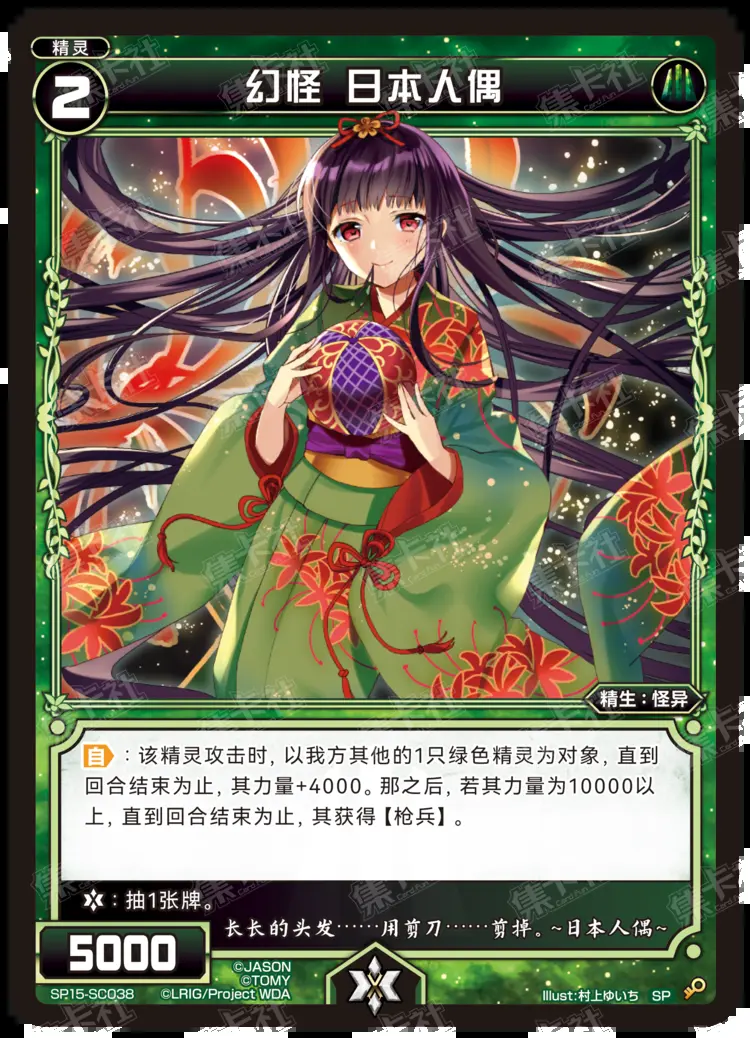 精灵
2
幻怪 日本人偶
精生：怪异
自：该精灵攻击时, 以我方其他的1只绿色精灵为对象, 直到
回合结束为止, 其力量+4000。那之后, 若其力量为10000以
上, 直到回合结束为止, 其获得【枪兵】。
：抽1张牌。
长长的头发……用剪刀……剪掉。~日本人偶~
5000
©JASON
©TOMY
SP15-SC038 ©LRIG/Project WDA
Illust:村上ゆいち SP
集卡社
Card Fun